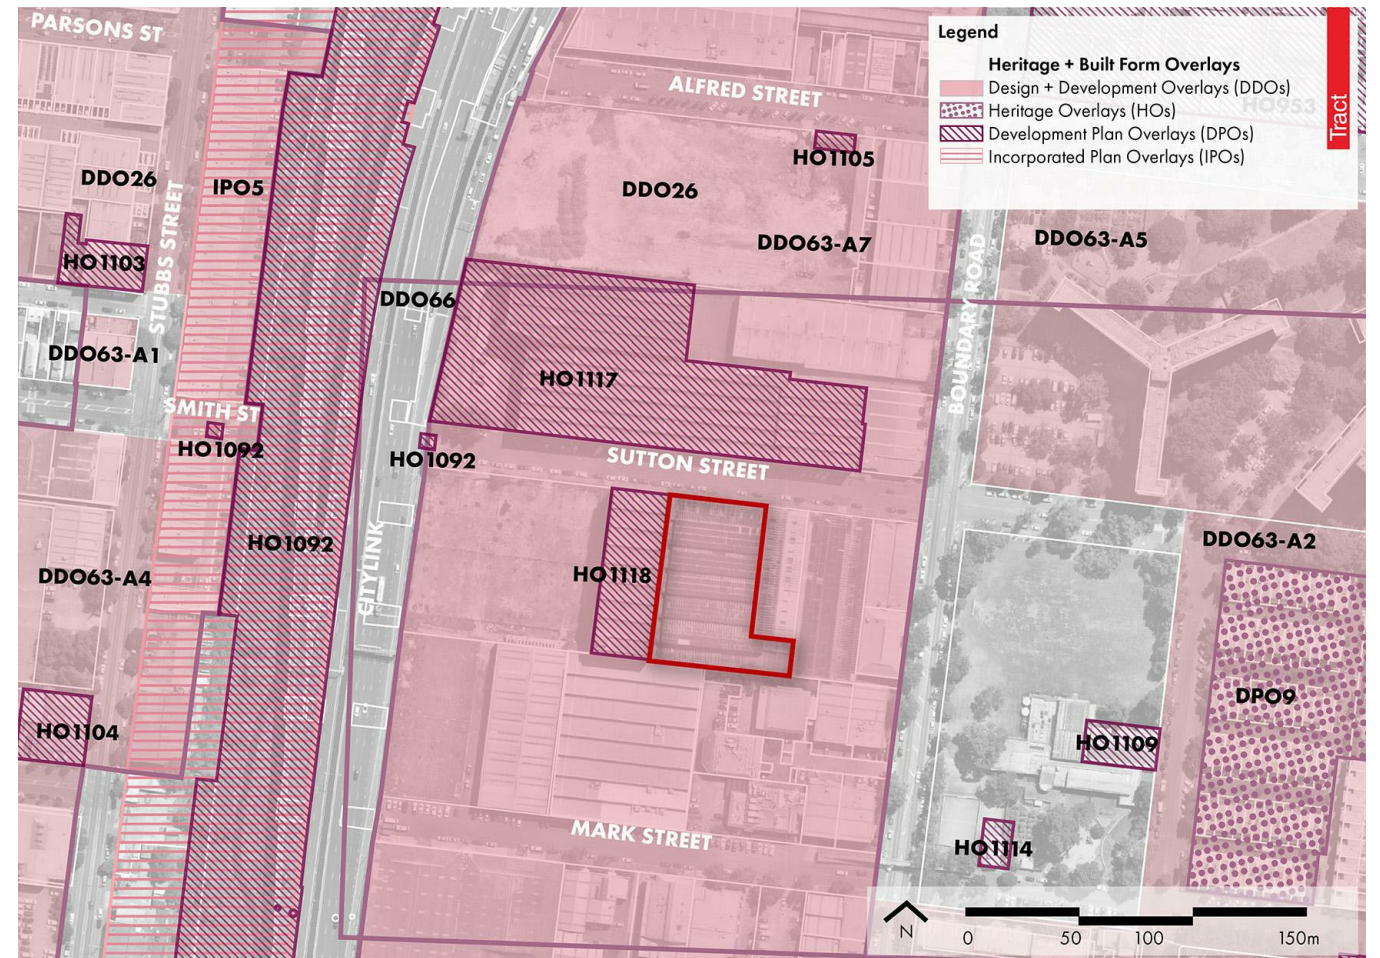 PARSONS ST
ALFRED STREET
Legend
Heritage + Built Form Overlays
Design + Development Overlays (DDOs)
Heritage Overlays (HOs)
Development Plan Overlays (DPOs)
Incorporated Plan Overlays (IPOs)
Tract
HO953
HO1105
DDO26
IPO5
DDO26
DDO63-A7
DDO63-A5
STUBBS STREET
HO1103
BOUNDARY ROAD
DDO66
DDO63-A1
HO1117
SMITH ST
HO1092
HO1092
SUTTON STREET
HO1092
CITYLINK
DDO63-A2
DDO63-A4
HO1118
DPO9
HO1104
HO1109
MARK STREET
HO1114
N
0 50 100 150m